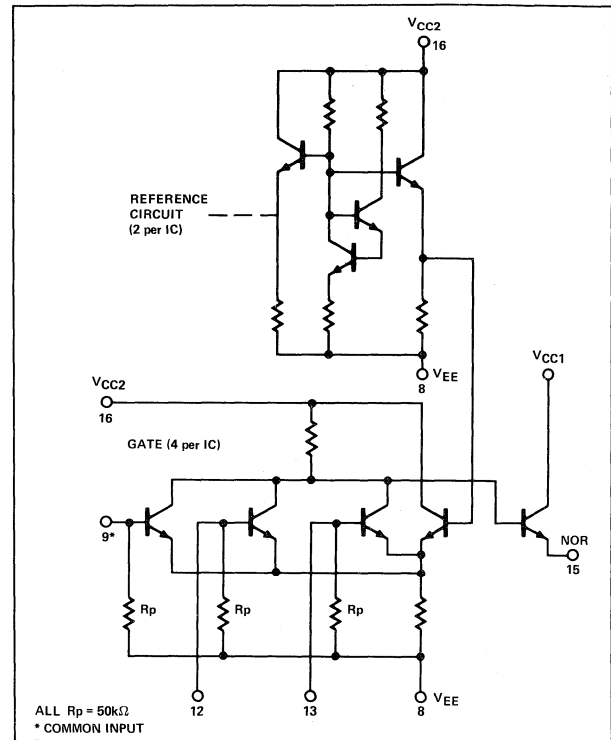 VCC2
16
REFERENCE
CIRCUIT
(2 per IC)
VEE
8
VCC1
VCC2
16
GATE (4 per IC)
9*
NOR
15
Rp
Rp
Rp
12
13
VEE
8
ALL Rp = 50kΩ
* COMMON INPUT